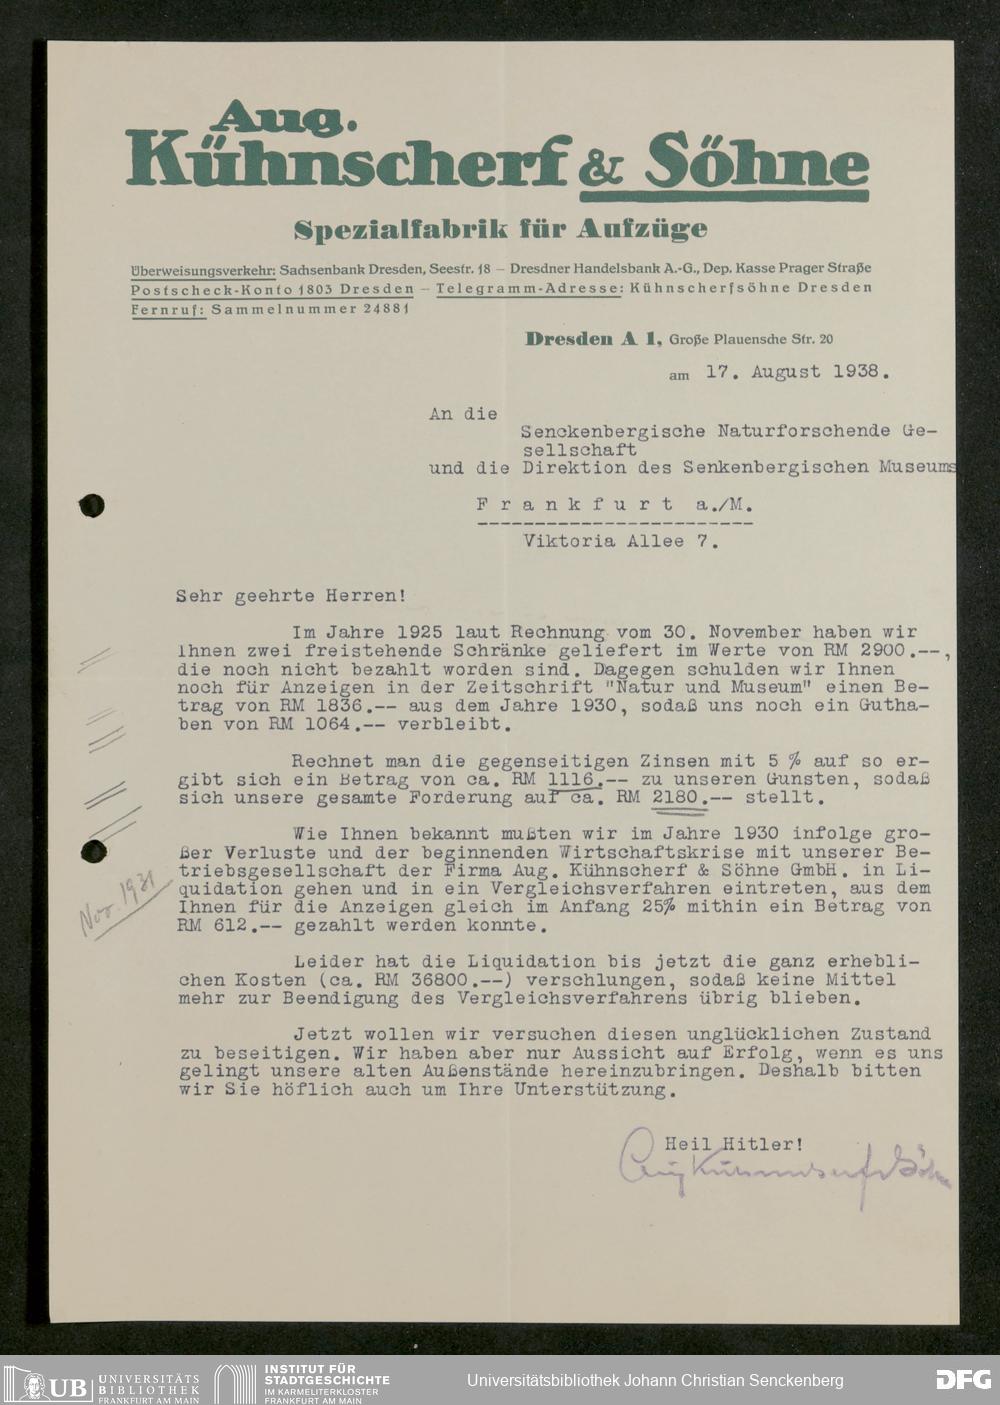 Aug.
Kühnscherf & Söhne
Spezialfabrik für Aufzüge
Überweisungsverkehr: Sachsenbank Dresden, Seestr. 18 – Dresdner Handelsbank A.-G., Dep. Kasse Prager Straße
Postscheck-Konto 1803 Dresden – Telegramm-Adresse: Kühnscherfsöhne Dresden
Fernruf: Sammelnummer 24881
Dresden A 1, Große Plauensche Str. 20
am 17. August 1938.
An die
Senckenbergische Naturforschende Ge-
sellschaft
und die Direktion des Senkenbergischen Museums
F r a n k f u r t a./M.
------------------------
Viktoria Allee 7.
Sehr geehrte Herren!
Im Jahre 1925 laut Rechnung vom 30. November haben wir
Ihnen zwei freistehende Schränke geliefert im Werte von RM 2900.--,
die noch nicht bezahlt worden sind. Dagegen schulden wir Ihnen
noch für Anzeigen in der Zeitschrift "Natur und Museum" einen Be-
trag von RM 1836.-- aus dem Jahre 1930, sodaß uns noch ein Gutha-
ben von RM 1064.-- verbleibt.
Rechnet man die gegenseitigen Zinsen mit 5 % auf so er-
gibt sich ein Betrag von ca. RM 1116.-- zu unseren Gunsten, sodaß
sich unsere gesamte Forderung auf ca. RM 2180.-- stellt.
Wie Ihnen bekannt mußten wir im Jahre 1930 infolge gro-
ßer Verluste und der beginnenden Wirtschaftskrise mit unserer Be-
triebsgesellschaft der Firma Aug. Kühnscherf & Söhne GmbH. in Li-
quidation gehen und in ein Vergleichsverfahren eintreten, aus dem
Ihnen für die Anzeigen gleich im Anfang 25% mithin ein Betrag von
RM 612.-- gezahlt werden konnte.
Nov. 1931
Leider hat die Liquidation bis jetzt die ganz erhebli-
chen Kosten (ca. RM 36800.--) verschlungen, sodaß keine Mittel
mehr zur Beendigung des Vergleichsverfahrens übrig blieben.
Jetzt wollen wir versuchen diesen unglücklichen Zustand
zu beseitigen. Wir haben aber nur Aussicht auf Erfolg, wenn es uns
gelingt unsere alten Außenstände hereinzubringen. Deshalb bitten
wir Sie höflich auch um Ihre Unterstützung.
Heil Hitler!
Aug Kühnscherf & Söhne
UB UNIVERSITÄTS
BIBLIOTHEK
FRANKFURT AM MAIN
INSTITUT FÜR
STADTGESCHICHTE
IM KARMELITERKLOSTER
FRANKFURT AM MAIN
Universitätsbibliothek Johann Christian Senckenberg
DFG